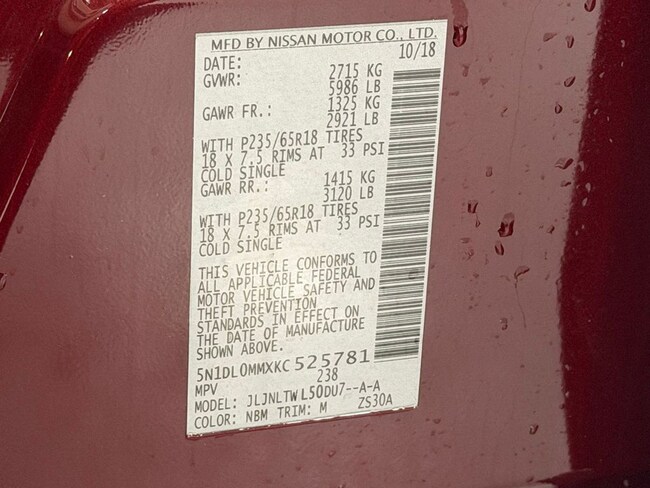 MFD BY NISSAN MOTOR CO., LTD.
DATE: 10/18
GVWR: 2715 KG
5986 LB
GAWR FR.: 1325 KG
2921 LB
WITH P235/65R18 TIRES
18 X 7.5 RIMS AT 33 PSI
COLD SINGLE
GAWR RR.: 1415 KG
3120 LB
WITH P235/65R18 TIRES
18 X 7.5 RIMS AT 33 PSI
COLD SINGLE
THIS VEHICLE CONFORMS TO
ALL APPLICABLE FEDERAL
MOTOR VEHICLE SAFETY AND
THEFT PREVENTION
STANDARDS IN EFFECT ON
THE DATE OF MANUFACTURE
SHOWN ABOVE.
5N1DL0MMXKC525781
MPV 238
MODEL: JLJNLTWL50DU7--A-A
COLOR: NBM TRIM: M ZS30A